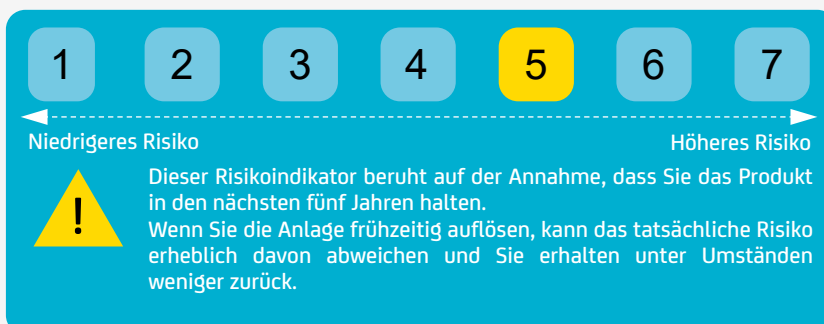 1 2 3 4 5 6 7
Niedrigeres Risiko Höheres Risiko
!
Dieser Risikoindikator beruht auf der Annahme, dass Sie das Produkt
in den nächsten fünf Jahren halten.
Wenn Sie die Anlage frühzeitig auflösen, kann das tatsächliche Risiko
erheblich davon abweichen und Sie erhalten unter Umständen
weniger zurück.